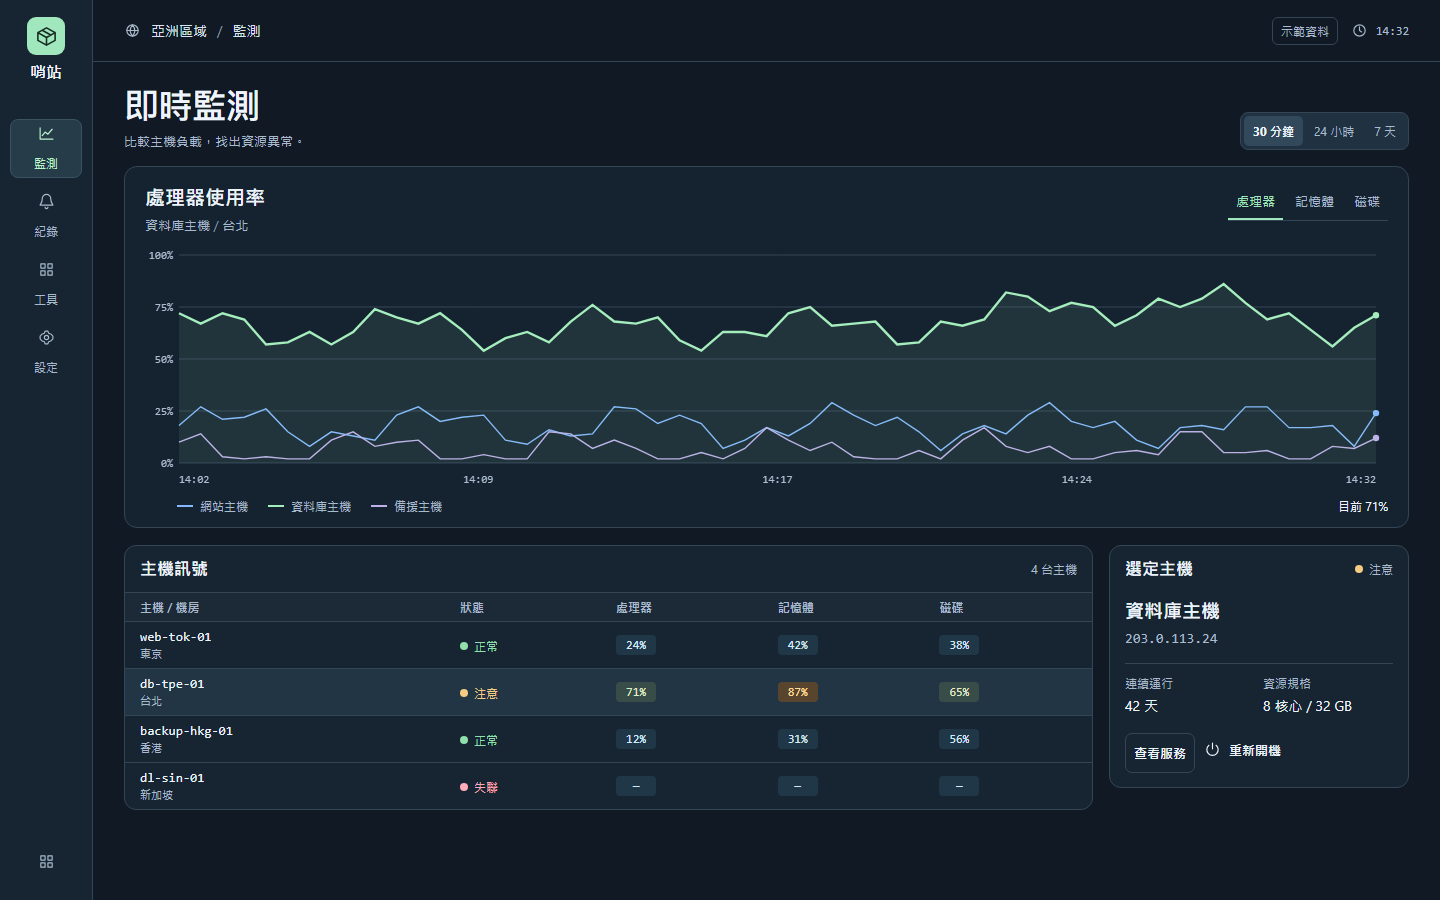 哨站
監測
紀錄
工具
設定
亞洲區域 / 監測
示範資料
14:32
即時監測
比較主機負載，找出資源異常。
30 分鐘
24 小時
7 天
處理器使用率
資料庫主機 / 台北
處理器
記憶體
磁碟
100%
75%
50%
25%
0%
14:02
14:09
14:17
14:24
14:32
網站主機
資料庫主機
備援主機
目前 71%
主機訊號
4 台主機
主機 / 機房 狀態 處理器 記憶體 磁碟
web-tok-01
東京
正常 24% 42% 38%
db-tpe-01
台北
注意 71% 87% 65%
backup-hkg-01
香港
正常 12% 31% 56%
dl-sin-01
新加坡
失聯 — — —
選定主機
注意
資料庫主機
203.0.113.24
連續運行
42 天
資源規格
8 核心 / 32 GB
查看服務
重新開機